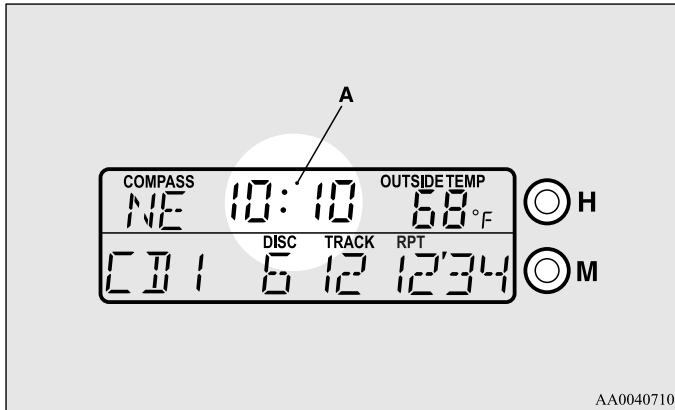 A
COMPASS OUTSIDE TEMP
NE 10:10 68°F H
DISC TRACK RPT
CD1 6 12 12'34 M
AA0040710